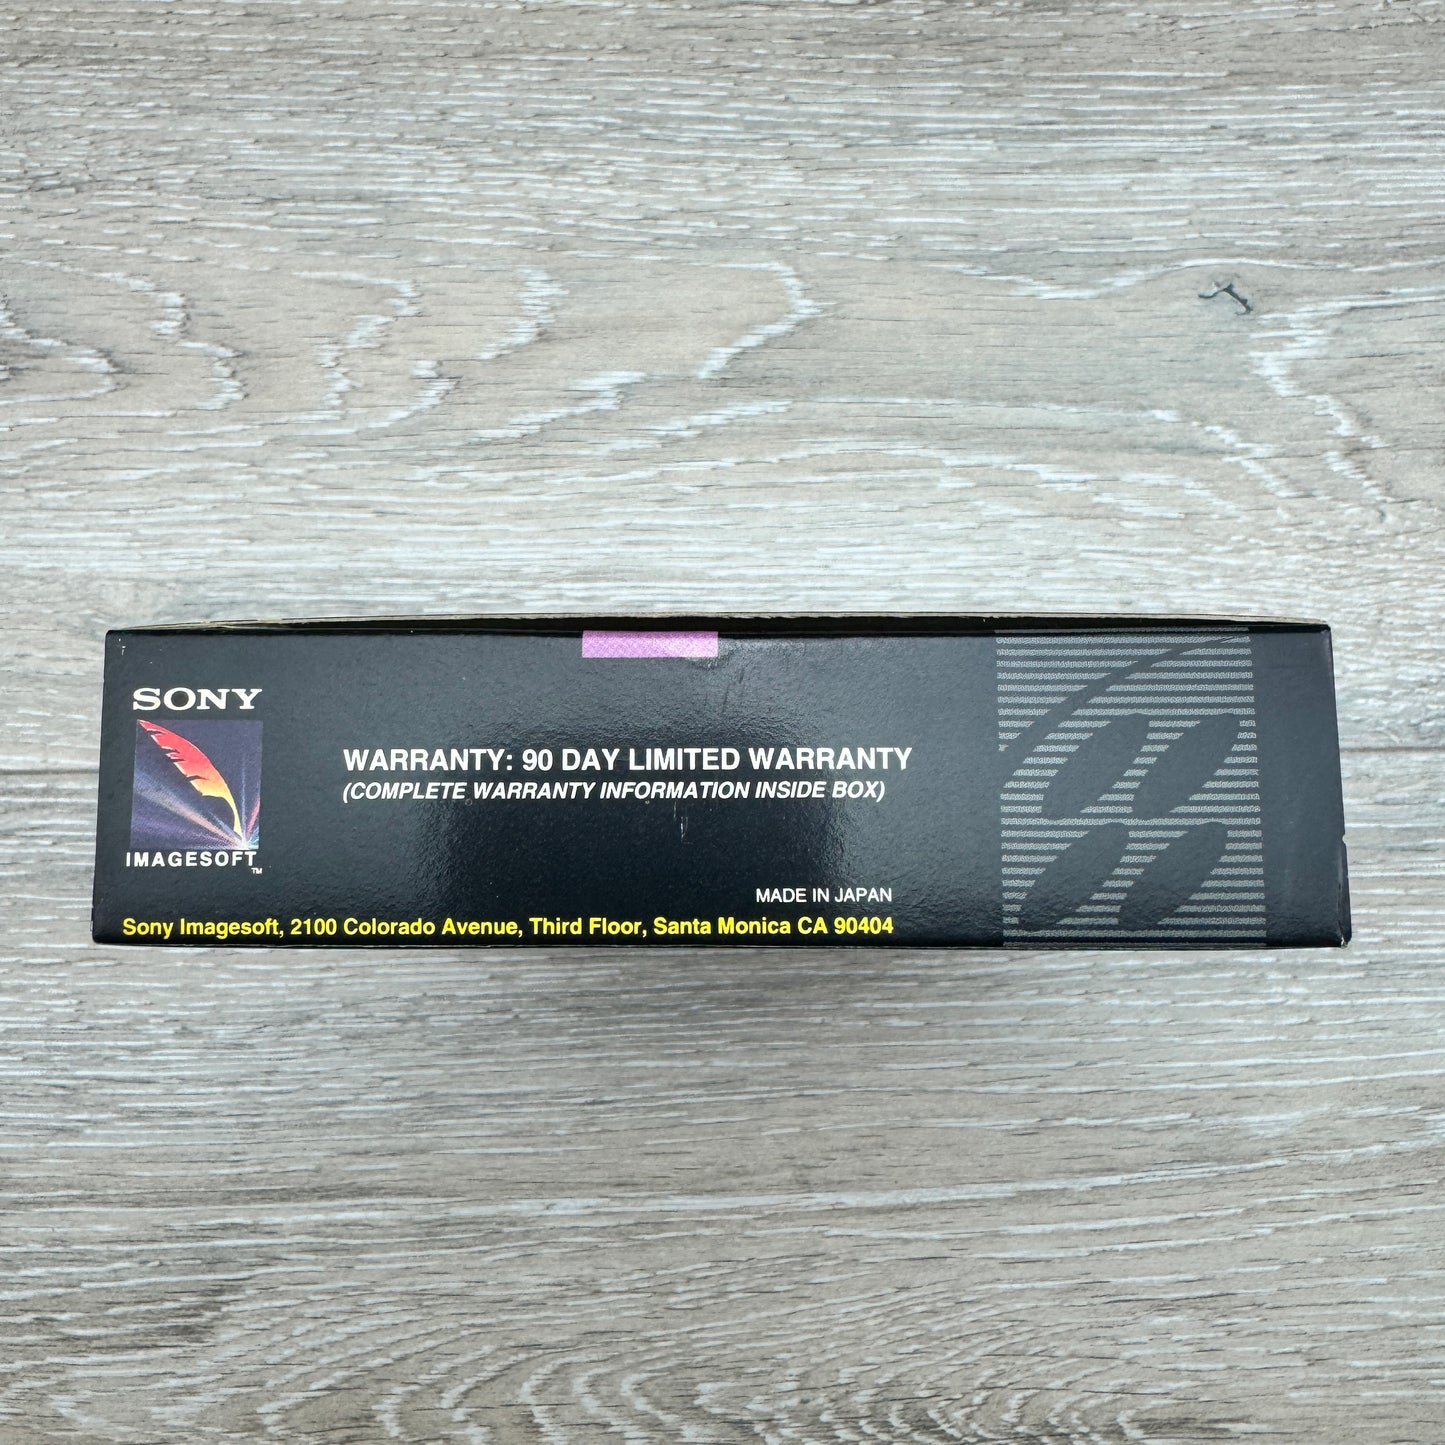 SONY
IMAGESOFT™
WARRANTY: 90 DAY LIMITED WARRANTY
(COMPLETE WARRANTY INFORMATION INSIDE BOX)
MADE IN JAPAN
Sony Imagesoft, 2100 Colorado Avenue, Third Floor, Santa Monica CA 90404